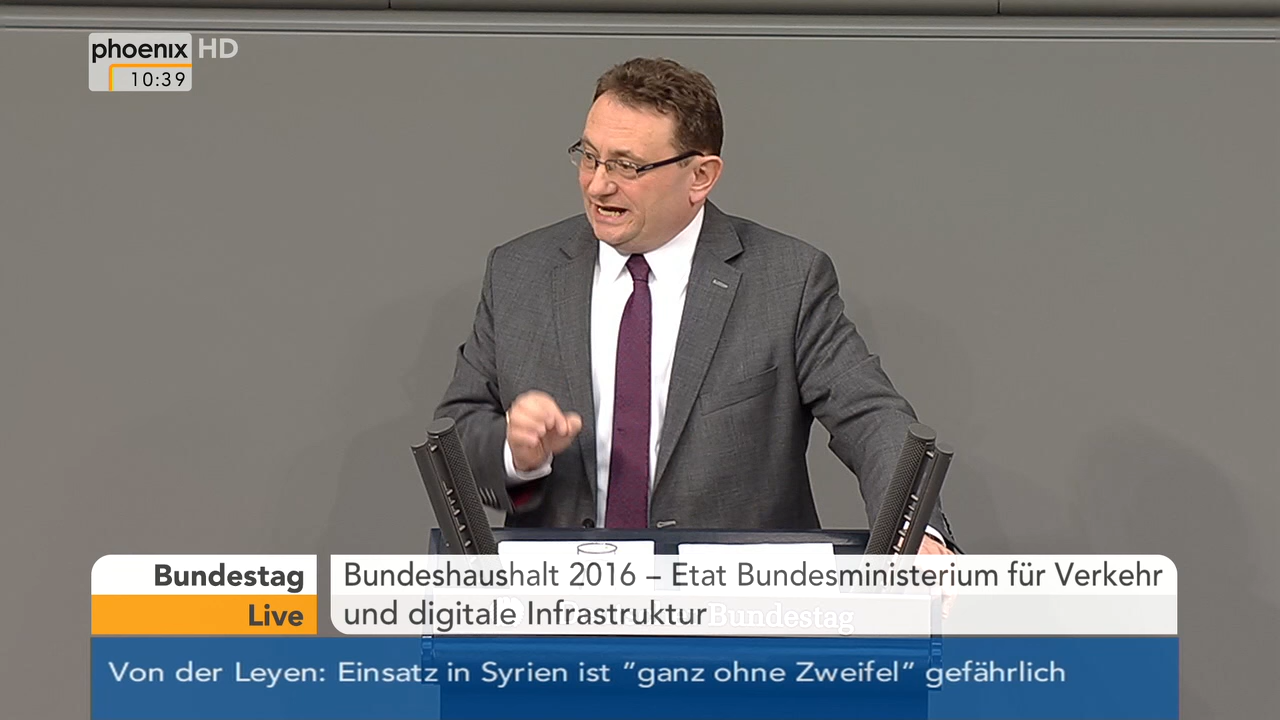 phoenix HD
10:39
Bundestag
Live
Bundeshaushalt 2016 – Etat Bundesministerium für Verkehr
und digitale Infrastruktur
Bundestag
Von der Leyen: Einsatz in Syrien ist "ganz ohne Zweifel" gefährlich